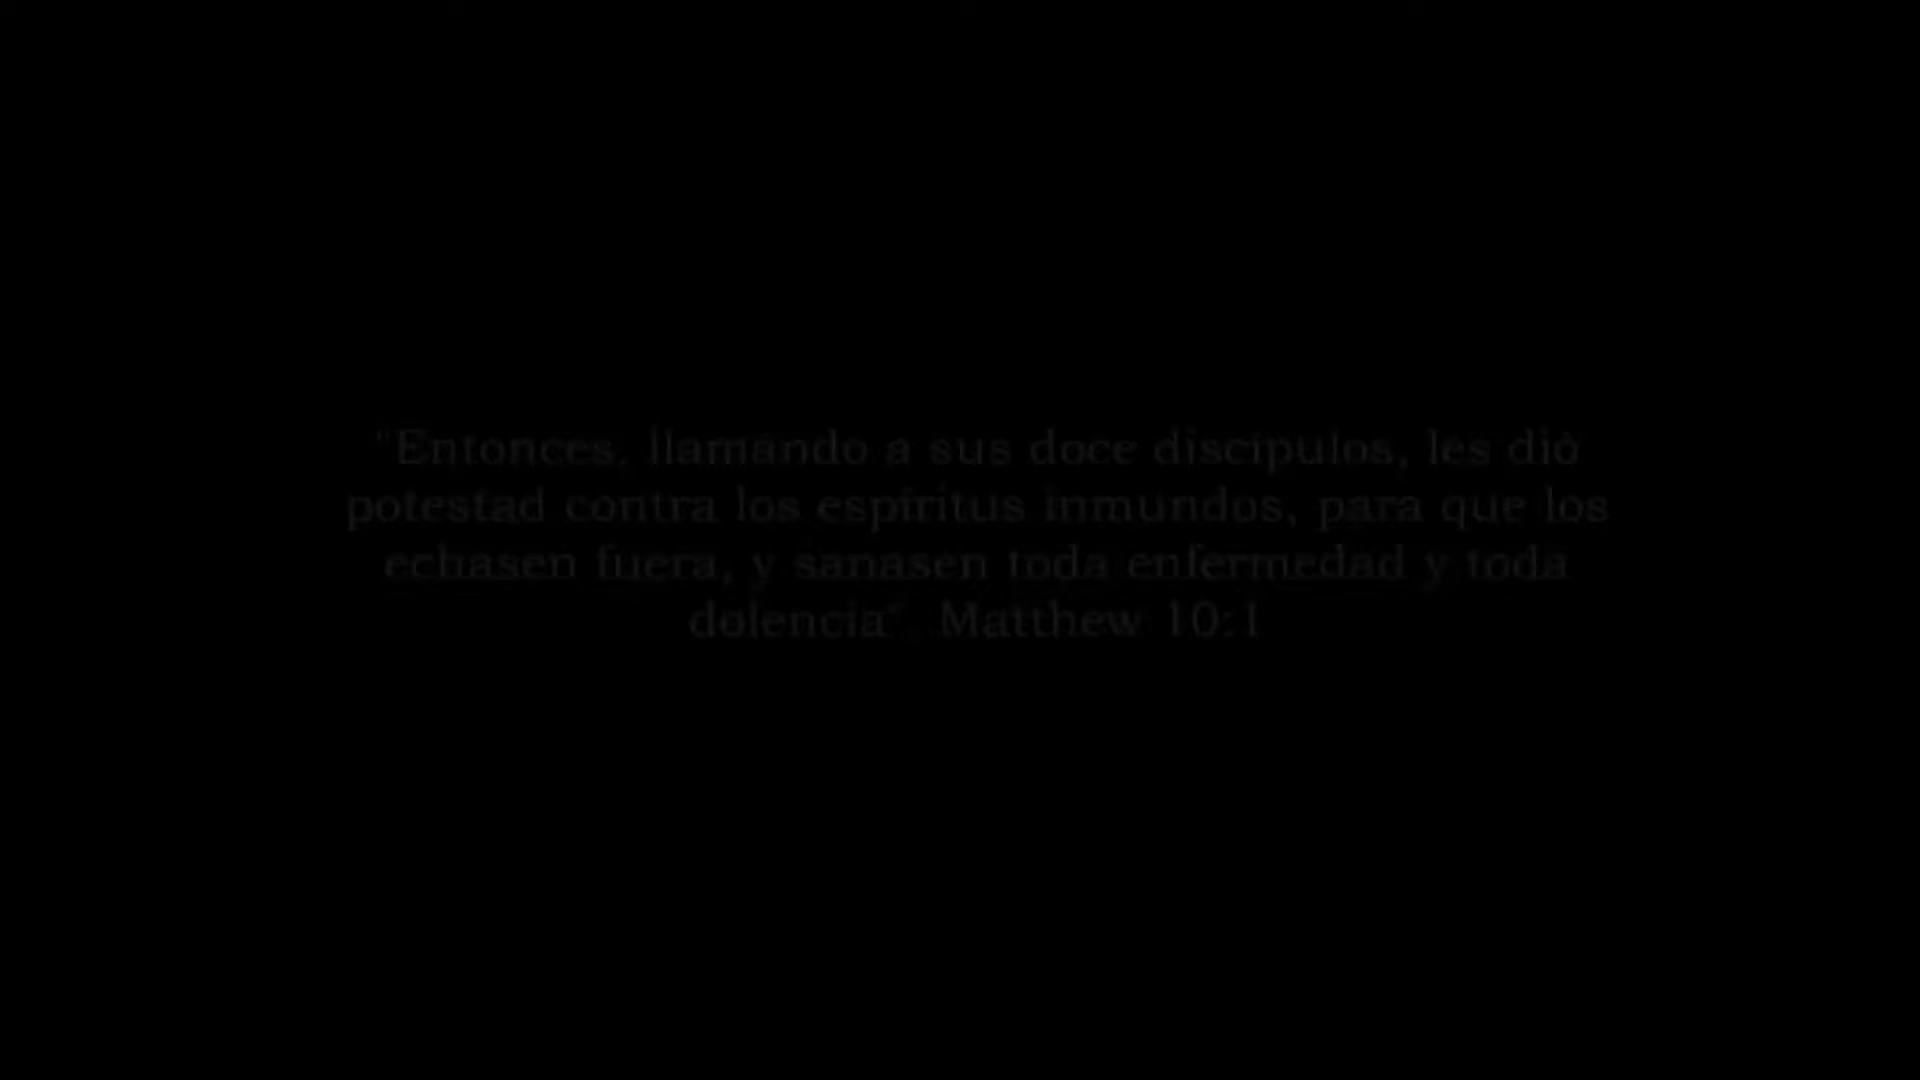 "Entonces, llamando a sus doce discípulos, les dió
potestad contra los espíritus inmundos, para que los
echasen fuera, y sanasen toda enfermedad y toda
dolencia". Matthew 10:1